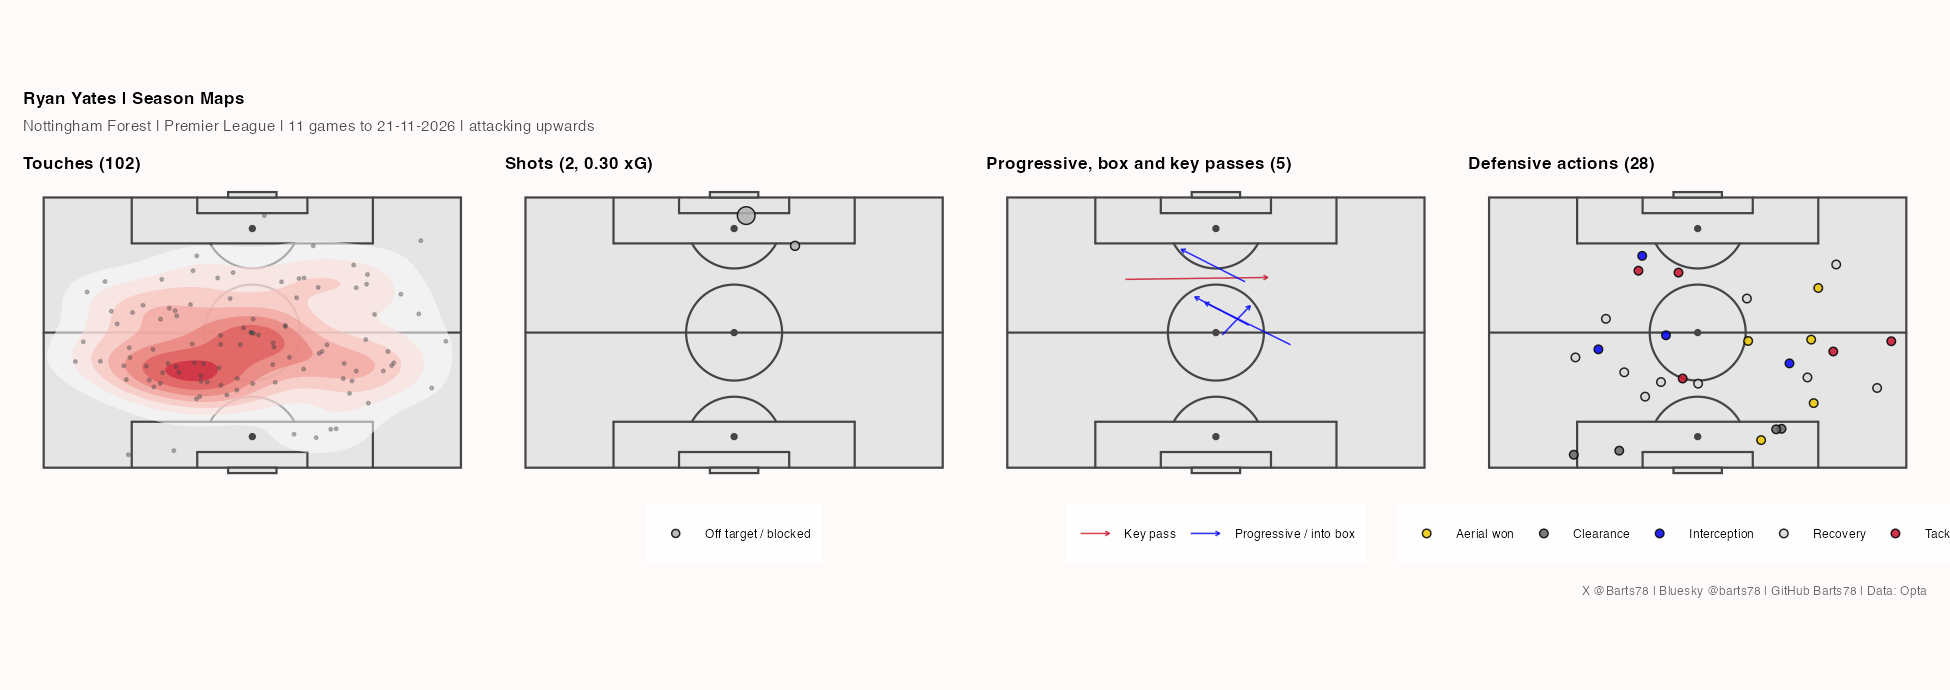 Ryan Yates | Season Maps
Nottingham Forest | Premier League | 11 games to 21-11-2026 | attacking upwards
Touches (102)
Shots (2, 0.30 xG)
Progressive, box and key passes (5)
Defensive actions (28)
Off target / blocked
Key pass
Progressive / into box
Aerial won
Clearance
Interception
Recovery
Tack
X @Barts78 | Bluesky @barts78 | GitHub Barts78 | Data: Opta